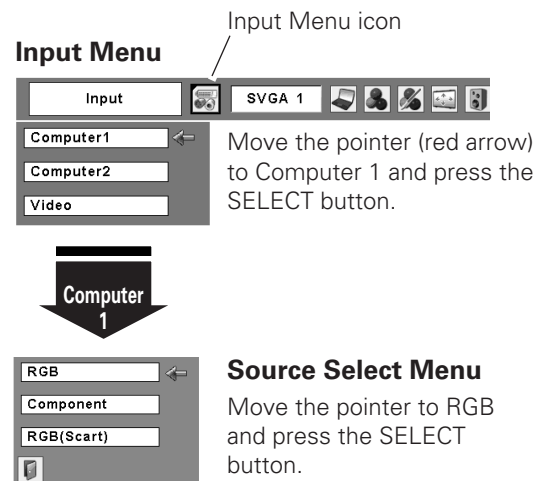 Input Menu icon
Input Menu
Input
SVGA 1
Computer1
Computer2
Video
Move the pointer (red arrow)
to Computer 1 and press the
SELECT button.
Computer
1
RGB
Component
RGB(Scart)
Source Select Menu
Move the pointer to RGB
and press the SELECT
button.